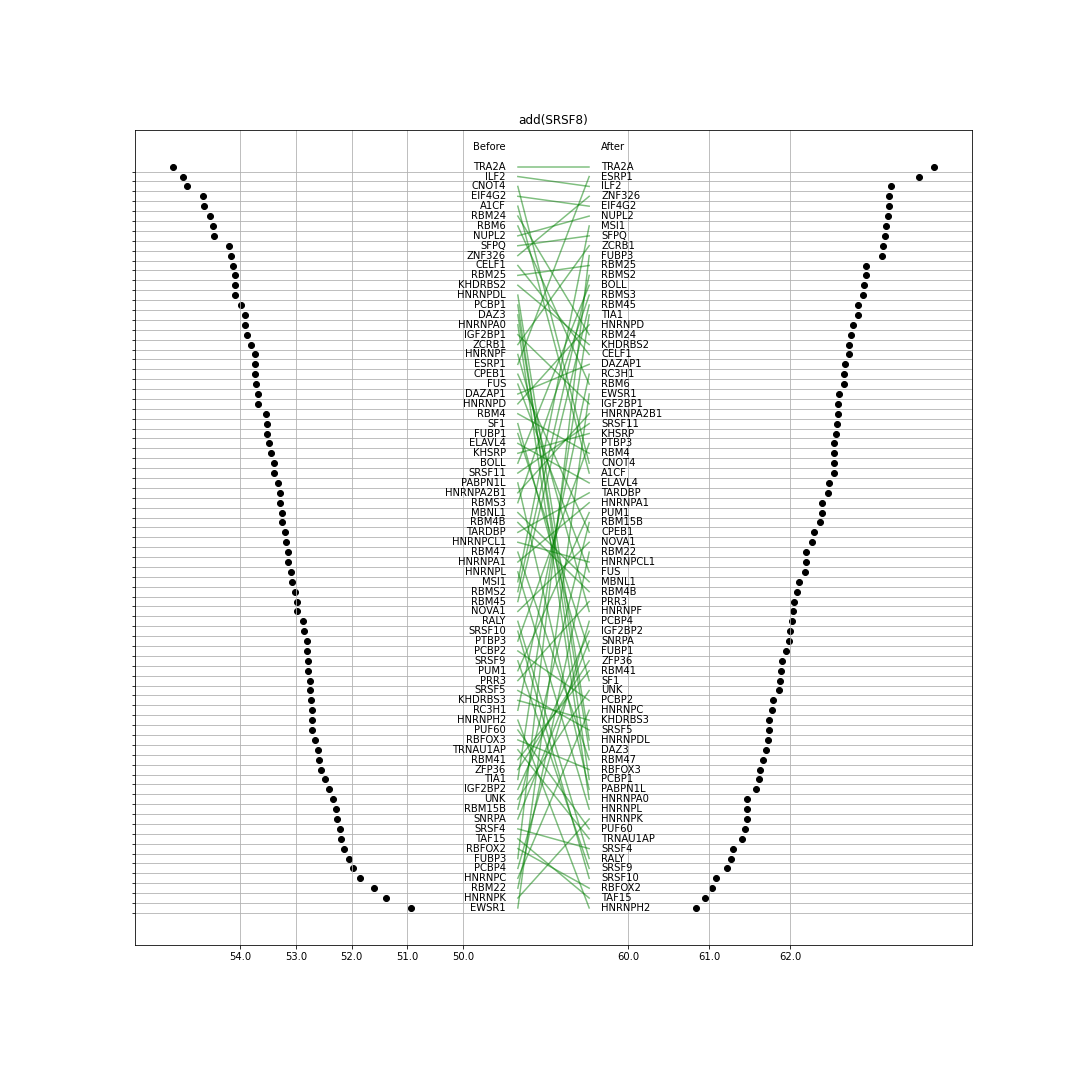 add(SRSF8)
Before After
TRA2A TRA2A
ILF2 ESRP1
CNOT4 ILF2
EIF4G2 ZNF326
A1CF EIF4G2
RBM24 NUPL2
RBM6 MSI1
NUPL2 SFPQ
SFPQ ZCRB1
ZNF326 FUBP3
CELF1 RBM25
RBM25 RBMS2
KHDRBS2 BOLL
HNRNPDL RBMS3
PCBP1 RBM45
DAZ3 TIA1
HNRNPA0 HNRNPD
IGF2BP1 RBM24
ZCRB1 KHDRBS2
HNRNPF CELF1
ESRP1 DAZAP1
CPEB1 RC3H1
FUS RBM6
DAZAP1 EWSR1
HNRNPD IGF2BP1
RBM4 HNRNPA2B1
SF1 SRSF11
FUBP1 KHSRP
ELAVL4 PTBP3
KHSRP RBM4
BOLL CNOT4
SRSF11 A1CF
PABPN1L ELAVL4
HNRNPA2B1 TARDBP
RBMS3 HNRNPA1
MBNL1 PUM1
RBM4B RBM15B
TARDBP CPEB1
HNRNPCL1 NOVA1
RBM47 RBM22
HNRNPA1 HNRNPCL1
HNRNPL FUS
MSI1 MBNL1
RBMS2 RBM4B
RBM45 PRR3
NOVA1 HNRNPF
RALY PCBP4
SRSF10 IGF2BP2
PTBP3 SNRPA
PCBP2 FUBP1
SRSF9 ZFP36
PUM1 RBM41
PRR3 SF1
SRSF5 UNK
KHDRBS3 PCBP2
RC3H1 HNRNPC
HNRNPH2 KHDRBS3
PUF60 SRSF5
RBFOX3 HNRNPDL
TRNAU1AP DAZ3
RBM41 RBM47
ZFP36 RBFOX3
TIA1 PCBP1
IGF2BP2 PABPN1L
UNK HNRNPA0
RBM15B HNRNPL
SNRPA HNRNPK
SRSF4 PUF60
TAF15 TRNAU1AP
RBFOX2 SRSF4
FUBP3 RALY
PCBP4 SRSF9
HNRNPC SRSF10
RBM22 RBFOX2
HNRNPK TAF15
EWSR1 HNRNPH2
54.0 53.0 52.0 51.0 50.0 60.0 61.0 62.0